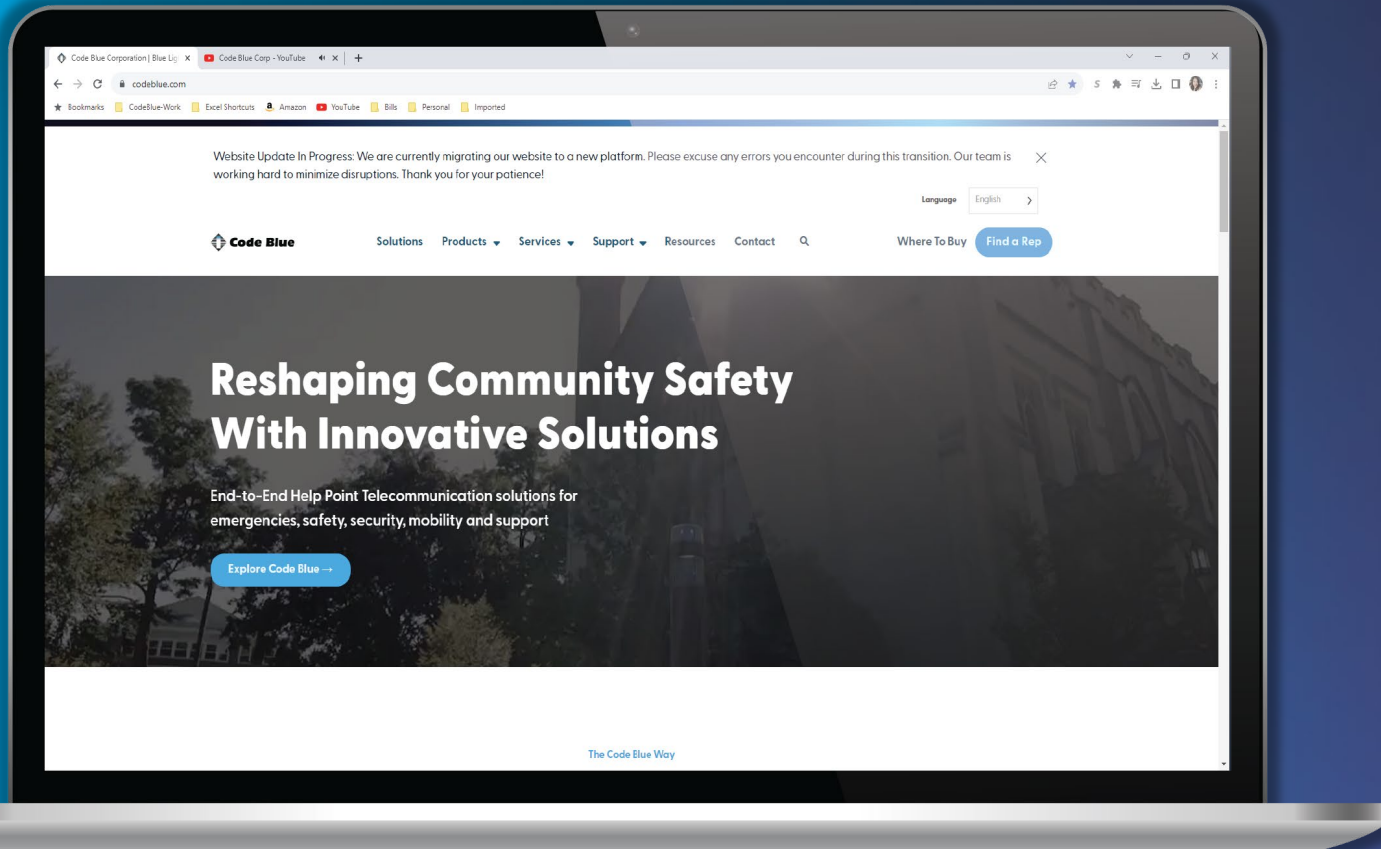 Code Blue Corporation | Blue Lig
Code Blue Corp - YouTube
codeblue.com
Bookmarks CodeBlue-Work Excel Shortcuts Amazon YouTube Bills Personal Imported
Website Update In Progress: We are currently migrating our website to a new platform. Please excuse any errors you encounter during this transition. Our team is
working hard to minimize disruptions. Thank you for your patience!
Language English
Code Blue Solutions Products Services Support Resources Contact Where To Buy Find a Rep
Reshaping Community Safety
With Innovative Solutions
End-to-End Help Point Telecommunication solutions for
emergencies, safety, security, mobility and support
Explore Code Blue →
The Code Blue Way